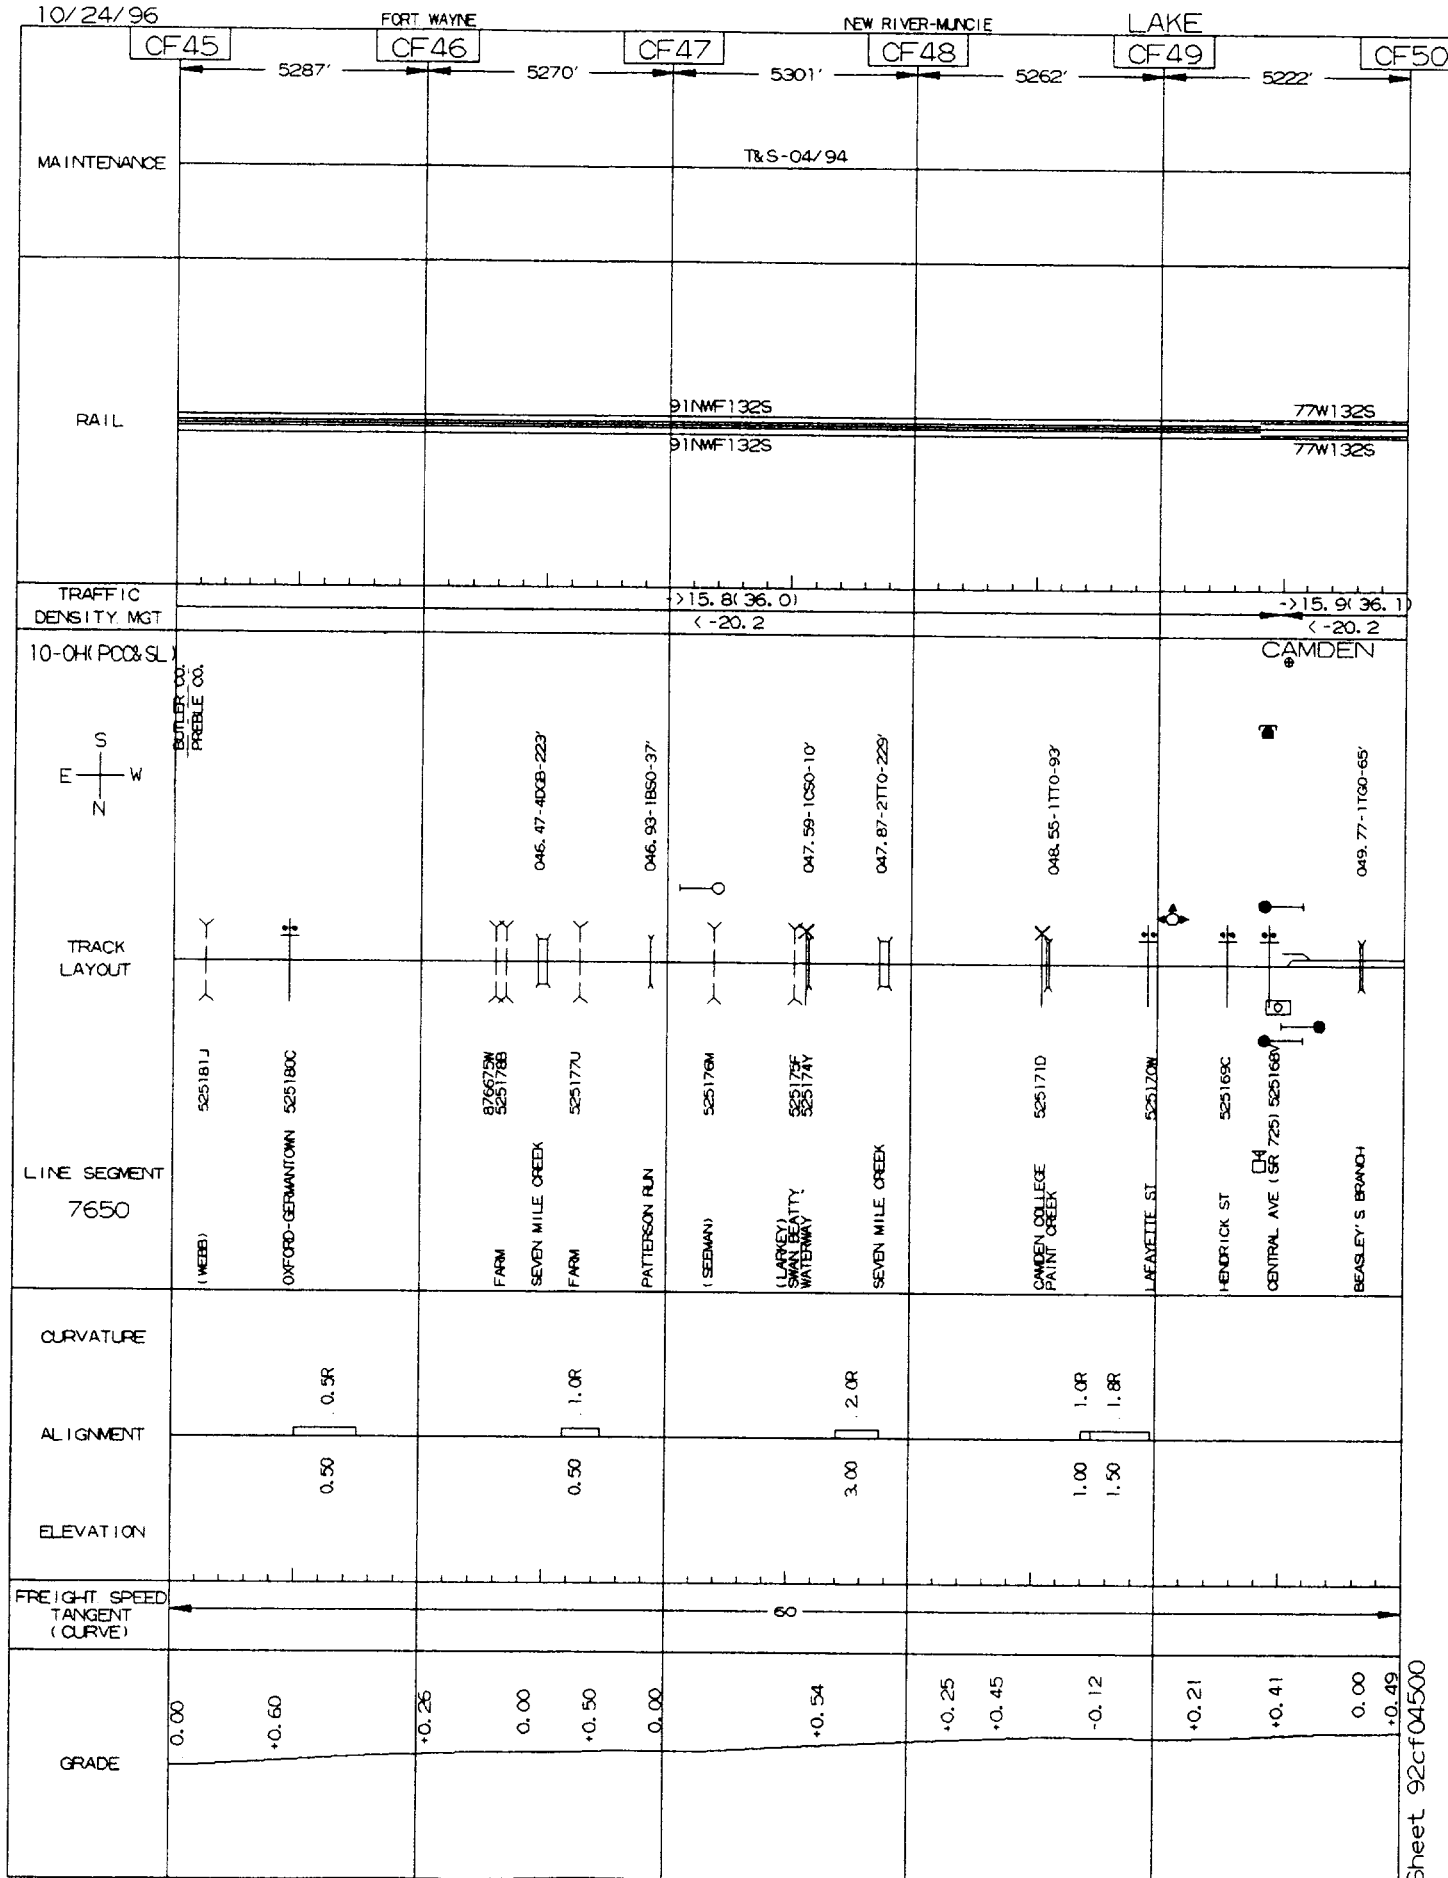 10/24/96
FORT WAYNE
NEW RIVER-MUNCIE
LAKE
CF45
CF46
CF47
CF48
CF49
CF50
5287'
5270'
5301'
5262'
5222'
MAINTENANCE
T&S-04/94
RAIL
91NWF132S
77W132S
91NWF132S
77W132S
TRAFFIC
DENSITY MGT
->15.8(36.0)
<-20.2
->15.9(36.1)
<-20.2
10-OH(PCC&SL)
BUTLER CO.
PREBLE CO.
CAMDEN
S
E W
N
046.47-4DGB-223'
046.93-1BSO-37'
047.59-1CSO-10'
047.87-2TTO-229'
048.55-1TTO-93'
049.77-1TGO-65'
TRACK
LAYOUT
LINE SEGMENT
7650
(WEBB) 525181J
OXFORD-GERMANTOWN 525180C
876675W
FARM 525178B
SEVEN MILE CREEK
FARM 525177U
PATTERSON RUN
(SEEMAN) 525176M
(LARKEY)
SWAN BEATTY 525175F
WATERWAY 525174Y
SEVEN MILE CREEK
CAMDEN COLLEGE 525171D
PAINT CREEK
LAFAYETTE ST 525170W
HENDRICK ST 525169C
CENTRAL AVE (SR 725) 525168V
BEASLEY'S BRANCH
CURVATURE
0.5R
1.0R
2.0R
1.0R
1.8R
ALIGNMENT
0.50
0.50
3.00
1.00
1.50
ELEVATION
FREIGHT SPEED
TANGENT
(CURVE)
60
GRADE
0.00
+0.60
+0.26
0.00
+0.50
0.00
+0.54
+0.25
+0.45
-0.12
+0.21
+0.41
0.00
+0.49
Sheet 92cf04500